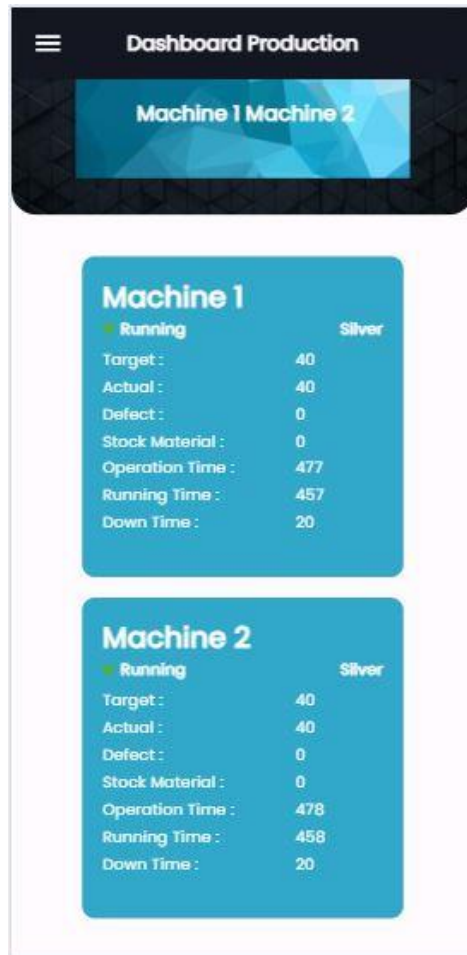 Dashboard Production
Machine 1 Machine 2
Machine 1
Running Silver
Target : 40
Actual : 40
Defect : 0
Stock Material : 0
Operation Time : 477
Running Time : 457
Down Time : 20
Machine 2
Running Silver
Target : 40
Actual : 40
Defect : 0
Stock Material : 0
Operation Time : 478
Running Time : 458
Down Time : 20